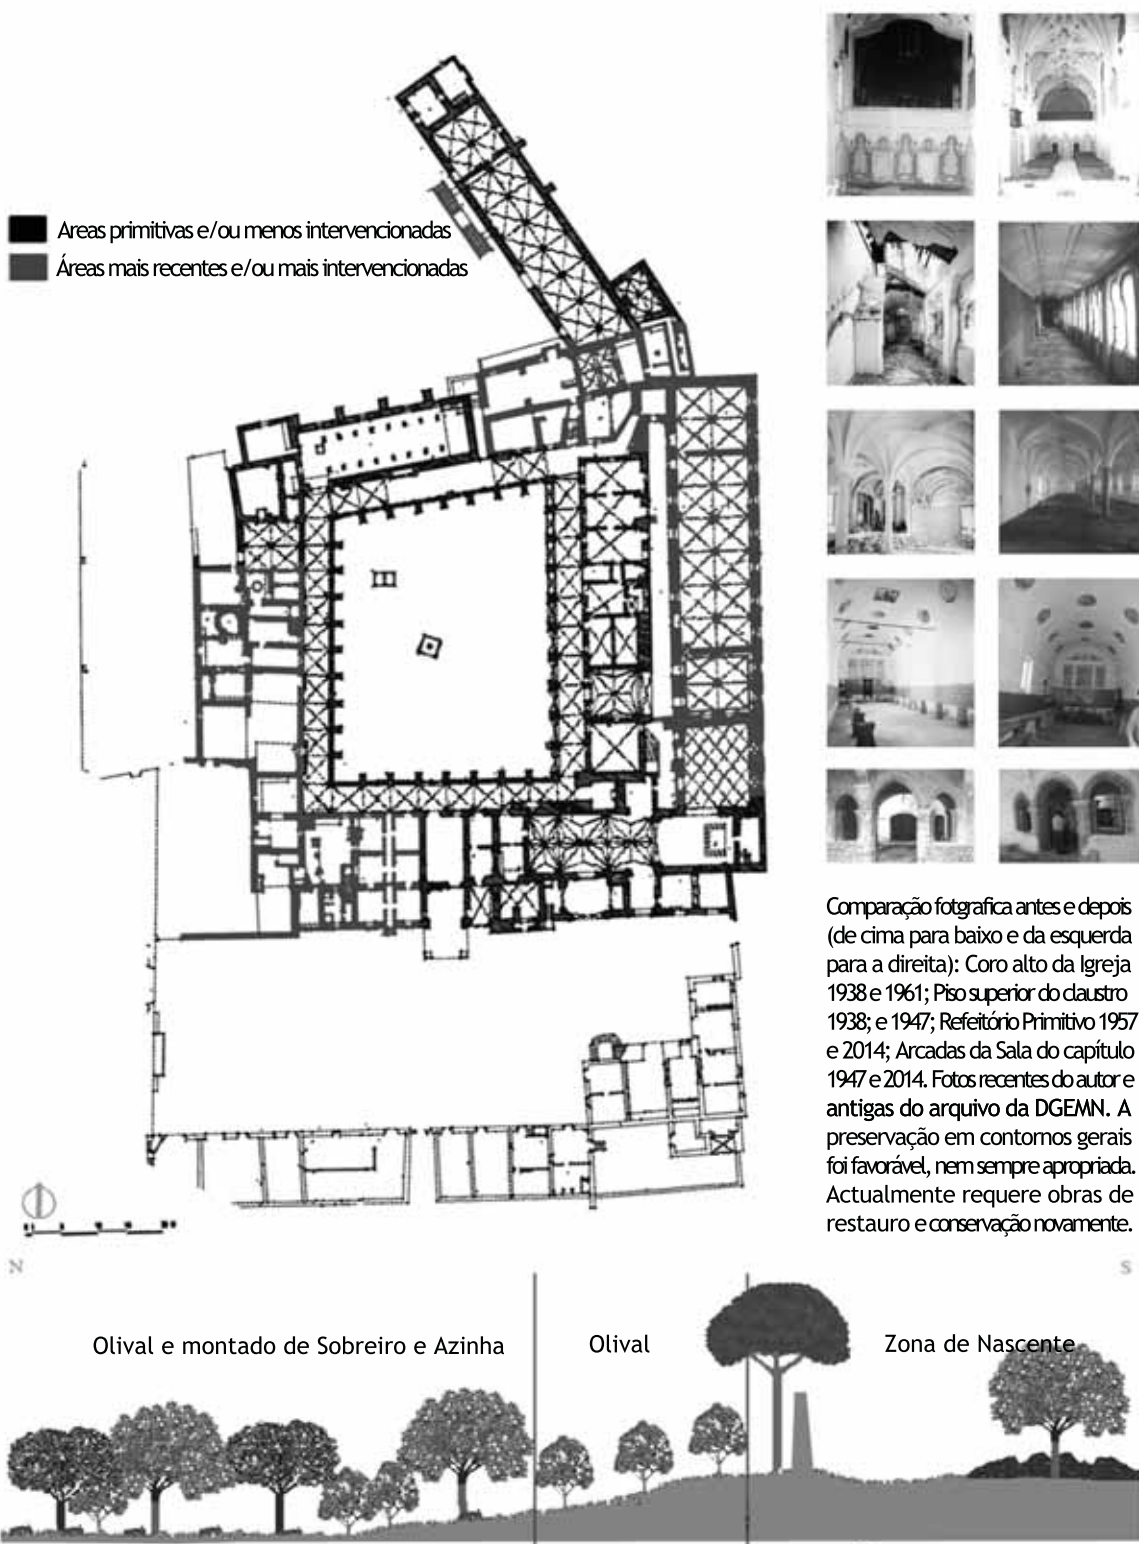 Areas primitivas e/ou menos intervencionadas
Áreas mais recentes e/ou mais intervencionadas
Comparação fotgrafica antes e depois
(de cima para baixo e da esquerda
para a direita): Coro alto da Igreja
1938 e 1961; Piso superior do claustro
1938; e 1947; Refeitório Primitivo 1957
e 2014; Arcadas da Sala do capítulo
1947 e 2014. Fotos recentes do autor e
antigas do arquivo da DGEMN. A
preservação em contornos gerais
foi favorável, nem sempre apropriada.
Actualmente requere obras de
restauro e conservação novamente.
N
S
Olival e montado de Sobreiro e Azinha
Olival
Zona de Nascente